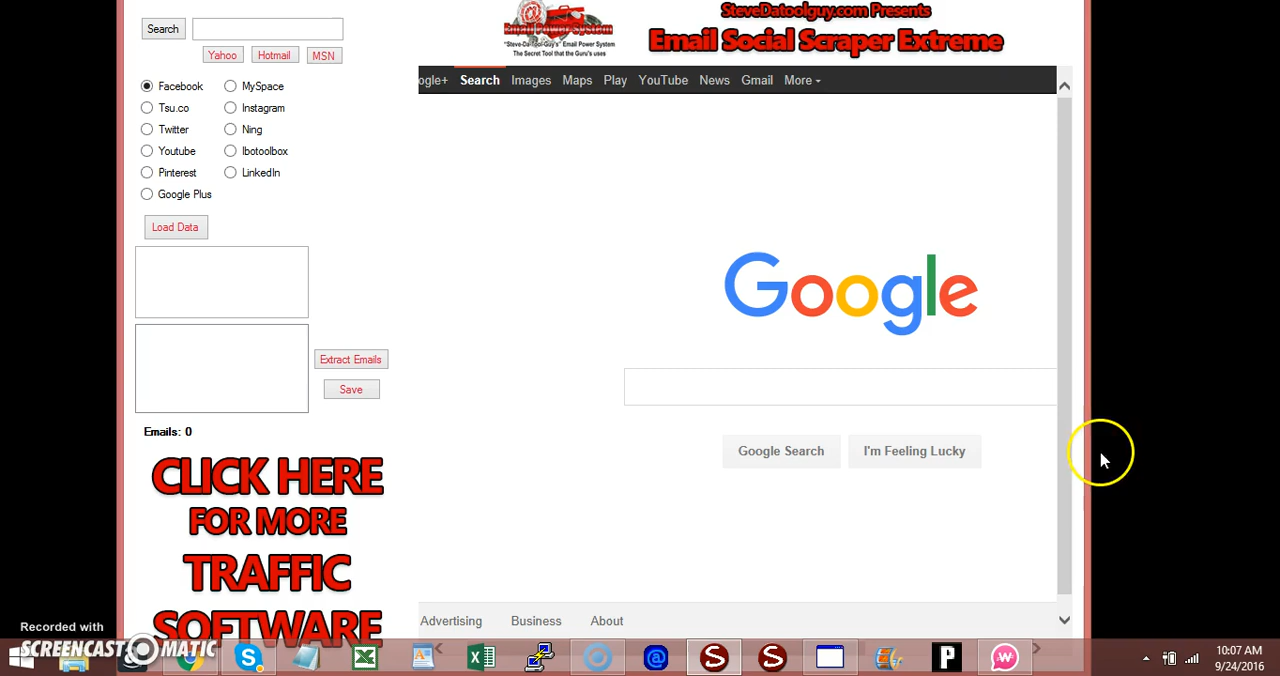 Search
Yahoo Hotmail MSN
Facebook MySpace
Tsu.co Instagram
Twitter Ning
Youtube Ibotoolbox
Pinterest LinkedIn
Google Plus
Load Data
Extract Emails
Save
Emails: 0
CLICK HERE
FOR MORE
TRAFFIC
SOFTWARE
Email Power System
"Steve-Da-Tool-Guy's" Email Power System
The Secret Tool that the Guru's uses
SteveDatoolguy.com Presents
Email Social Scraper Extreme
ogle+ Search Images Maps Play YouTube News Gmail More
Google
Google Search I'm Feeling Lucky
Advertising Business About
Recorded with
SCREENCAST-O-MATIC
10:07 AM
9/24/2016